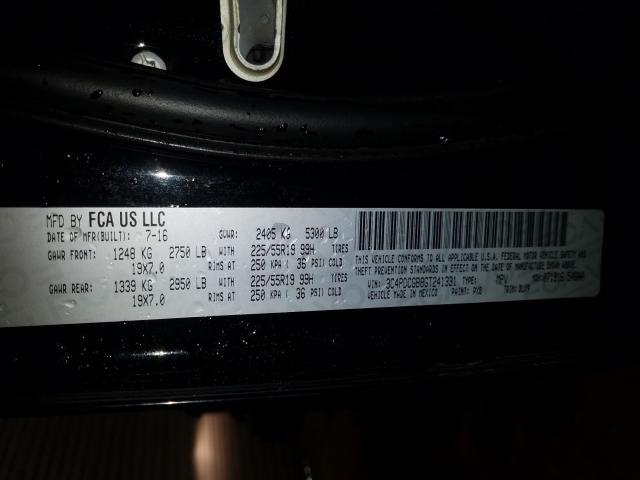 MFD BY FCA US LLC
DATE OF MFR(BUILT): 7-16 GVWR: 2405 KG 5300 LB
GAWR FRONT: 1248 KG 2750 LB WITH 225/55R19 99H TIRES
19X7.0 RIMS AT 250 KPA ( 36 PSI) COLD
GAWR REAR: 1339 KG 2950 LB WITH 225/55R19 99H TIRES
19X7.0 RIMS AT 250 KPA ( 36 PSI) COLD
THIS VEHICLE CONFORMS TO ALL APPLICABLE U.S.A. FEDERAL MOTOR VEHICLE SAFETY AND
THEFT PREVENTION STANDARDS IN EFFECT ON THE DATE OF MANUFACTURE SHOWN ABOVE.
VIN: 3C4PDCGB8GT241331 TYPE: MPV
VEHICLE MADE IN MEXICO PAINT: PXB TRIM: